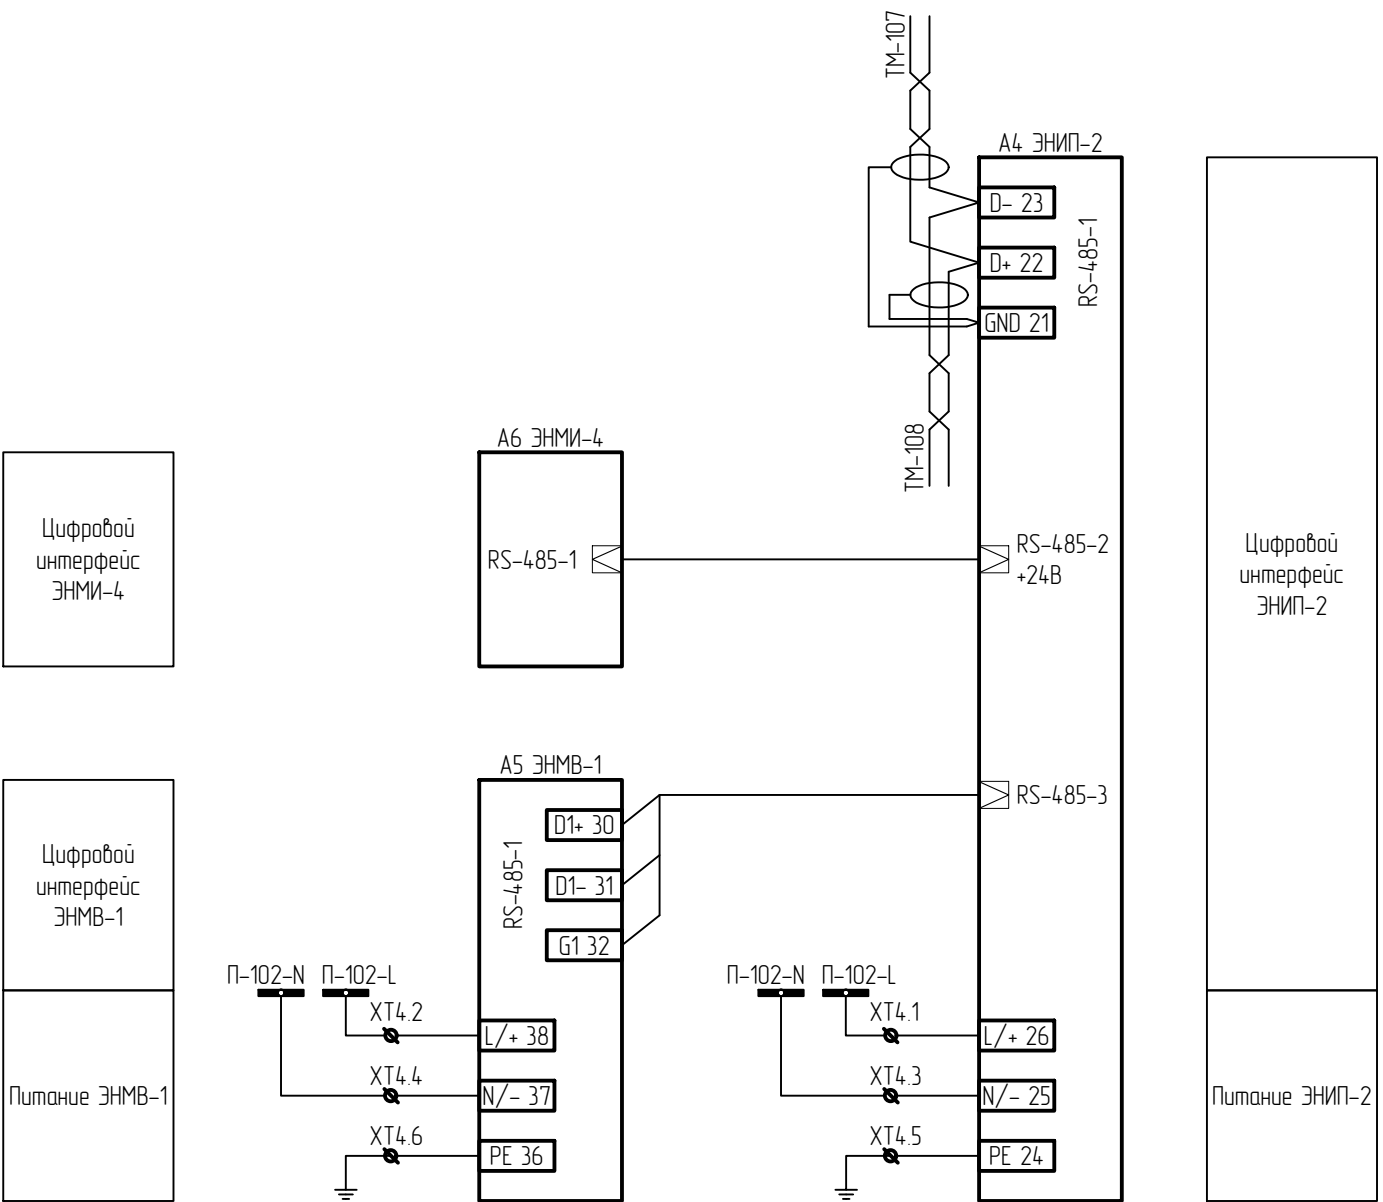 ТМ-107
А4 ЭНИП-2
D- 23
D+ 22
GND 21
RS-485-1
ТМ-108
А6 ЭНМИ-4
RS-485-1
RS-485-2
+24В
Цифровой
интерфейс
ЭНМИ-4
Цифровой
интерфейс
ЭНИП-2
А5 ЭНМВ-1
D1+ 30
D1- 31
G1 32
RS-485-1
RS-485-3
Цифровой
интерфейс
ЭНМВ-1
П-102-N П-102-L
XT4.2
L/+ 38
XT4.4
N/- 37
XT4.6
PE 36
Питание ЭНМВ-1
П-102-N П-102-L
XT4.1
L/+ 26
XT4.3
N/- 25
XT4.5
PE 24
Питание ЭНИП-2